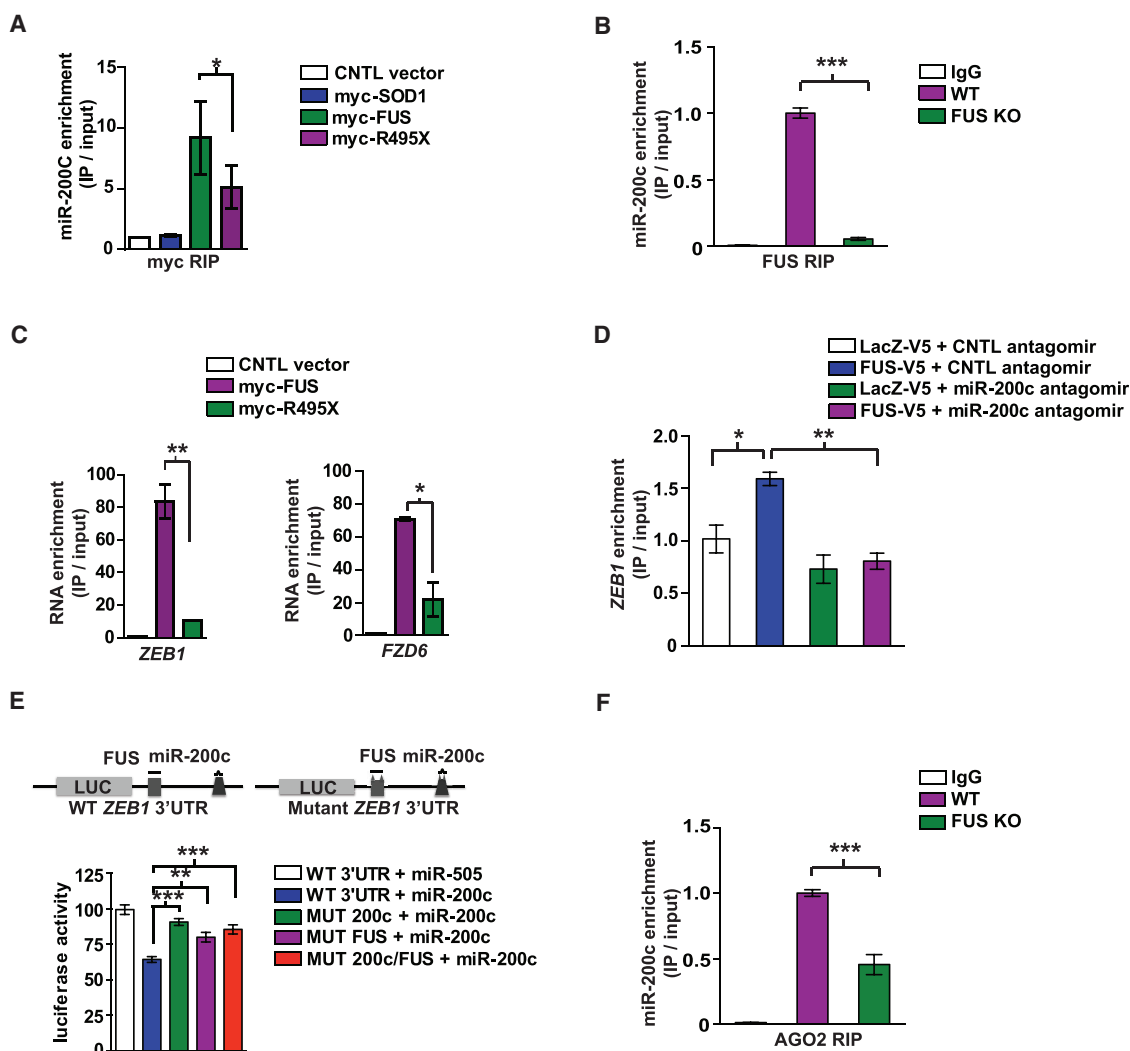 A
miR-200C enrichment
(IP / input)
15
10
5
0
*
myc RIP
CNTL vector
myc-SOD1
myc-FUS
myc-R495X
B
miR-200c enrichment
(IP / input)
1.5
1.0
0.5
0
***
FUS RIP
IgG
WT
FUS KO
C
CNTL vector
myc-FUS
myc-R495X
RNA enrichment
(IP / input)
100
80
60
40
20
0
**
ZEB1
RNA enrichment
(IP / input)
100
80
60
40
20
0
*
FZD6
D
LacZ-V5 + CNTL antagomir
FUS-V5 + CNTL antagomir
LacZ-V5 + miR-200c antagomir
FUS-V5 + miR-200c antagomir
ZEB1 enrichment
(IP / input)
2.0
1.5
1.0
0.5
0
*
**
E
FUS miR-200c
LUC
WT ZEB1 3'UTR
FUS miR-200c
LUC
Mutant ZEB1 3'UTR
luciferase activity
125
100
75
50
25
0
***
**
***
WT 3'UTR + miR-505
WT 3'UTR + miR-200c
MUT 200c + miR-200c
MUT FUS + miR-200c
MUT 200c/FUS + miR-200c
F
miR-200c enrichment
(IP / input)
1.5
1.0
0.5
0
***
AGO2 RIP
IgG
WT
FUS KO